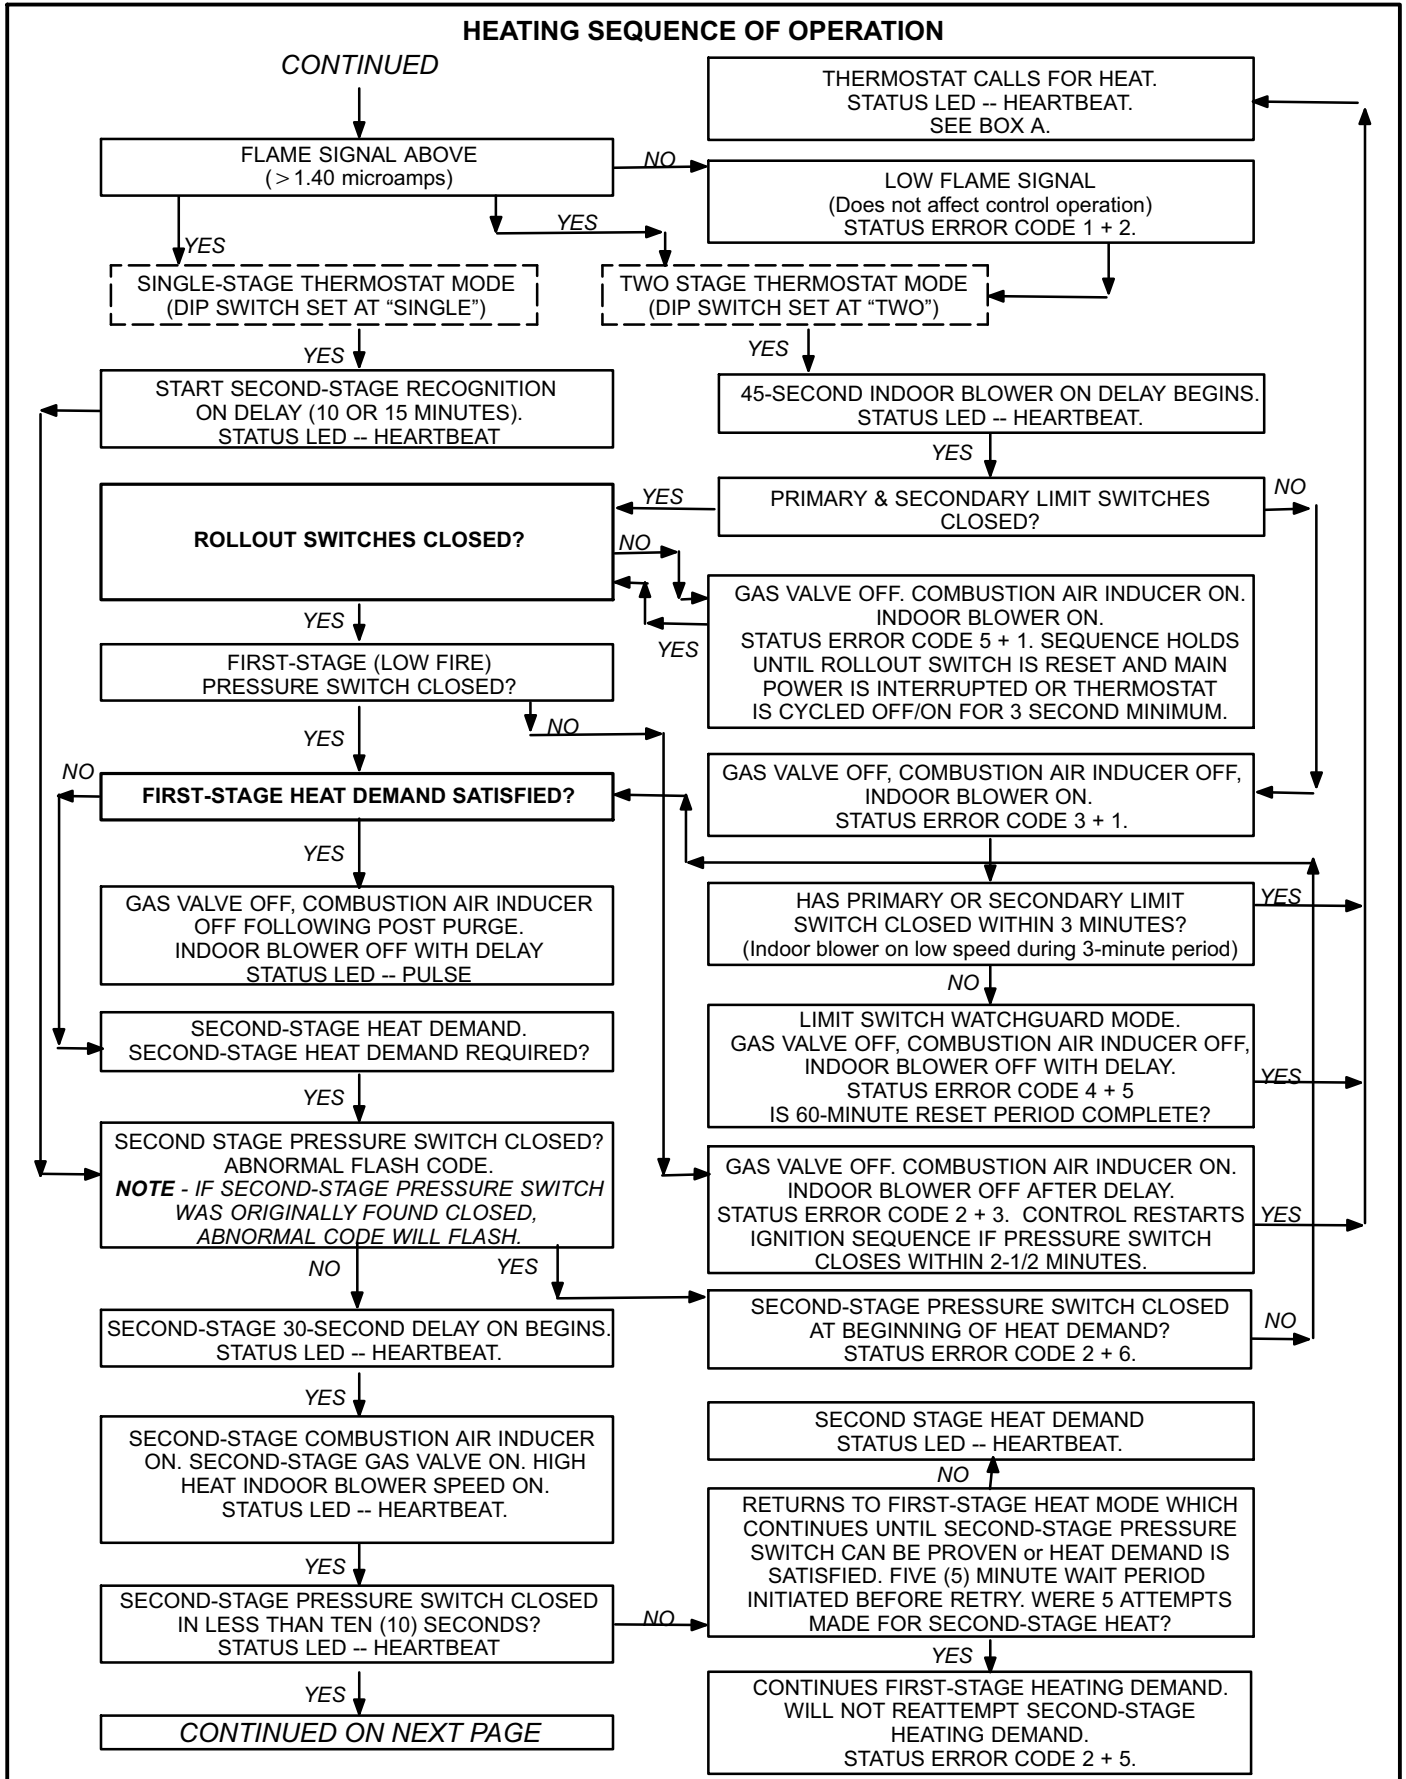 HEATING SEQUENCE OF OPERATION
CONTINUED
THERMOSTAT CALLS FOR HEAT.
STATUS LED -- HEARTBEAT.
SEE BOX A.
FLAME SIGNAL ABOVE
(>1.40 microamps)
NO
LOW FLAME SIGNAL
(Does not affect control operation)
STATUS ERROR CODE 1 + 2.
YES
YES
SINGLE-STAGE THERMOSTAT MODE
(DIP SWITCH SET AT “SINGLE”)
TWO STAGE THERMOSTAT MODE
(DIP SWITCH SET AT “TWO”)
YES
YES
START SECOND-STAGE RECOGNITION
ON DELAY (10 OR 15 MINUTES).
STATUS LED -- HEARTBEAT
45-SECOND INDOOR BLOWER ON DELAY BEGINS.
STATUS LED -- HEARTBEAT.
YES
PRIMARY & SECONDARY LIMIT SWITCHES
CLOSED?
YES
NO
ROLLOUT SWITCHES CLOSED?
NO
GAS VALVE OFF. COMBUSTION AIR INDUCER ON.
INDOOR BLOWER ON.
STATUS ERROR CODE 5 + 1. SEQUENCE HOLDS
UNTIL ROLLOUT SWITCH IS RESET AND MAIN
POWER IS INTERRUPTED OR THERMOSTAT
IS CYCLED OFF/ON FOR 3 SECOND MINIMUM.
YES
YES
FIRST-STAGE (LOW FIRE)
PRESSURE SWITCH CLOSED?
NO
YES
GAS VALVE OFF, COMBUSTION AIR INDUCER OFF,
INDOOR BLOWER ON.
STATUS ERROR CODE 3 + 1.
NO
FIRST-STAGE HEAT DEMAND SATISFIED?
YES
HAS PRIMARY OR SECONDARY LIMIT
SWITCH CLOSED WITHIN 3 MINUTES?
(Indoor blower on low speed during 3-minute period)
YES
GAS VALVE OFF, COMBUSTION AIR INDUCER
OFF FOLLOWING POST PURGE.
INDOOR BLOWER OFF WITH DELAY
STATUS LED -- PULSE
NO
LIMIT SWITCH WATCHGUARD MODE.
GAS VALVE OFF, COMBUSTION AIR INDUCER OFF,
INDOOR BLOWER OFF WITH DELAY.
STATUS ERROR CODE 4 + 5
IS 60-MINUTE RESET PERIOD COMPLETE?
YES
SECOND-STAGE HEAT DEMAND.
SECOND-STAGE HEAT DEMAND REQUIRED?
YES
SECOND STAGE PRESSURE SWITCH CLOSED?
ABNORMAL FLASH CODE.
NOTE - IF SECOND-STAGE PRESSURE SWITCH
WAS ORIGINALLY FOUND CLOSED,
ABNORMAL CODE WILL FLASH.
GAS VALVE OFF. COMBUSTION AIR INDUCER ON.
INDOOR BLOWER OFF AFTER DELAY.
STATUS ERROR CODE 2 + 3.  CONTROL RESTARTS
IGNITION SEQUENCE IF PRESSURE SWITCH
CLOSES WITHIN 2-1/2 MINUTES.
YES
NO
YES
SECOND-STAGE PRESSURE SWITCH CLOSED
AT BEGINNING OF HEAT DEMAND?
STATUS ERROR CODE 2 + 6.
NO
SECOND-STAGE 30-SECOND DELAY ON BEGINS.
STATUS LED -- HEARTBEAT.
YES
SECOND-STAGE COMBUSTION AIR INDUCER
ON. SECOND-STAGE GAS VALVE ON. HIGH
HEAT INDOOR BLOWER SPEED ON.
STATUS LED -- HEARTBEAT.
SECOND STAGE HEAT DEMAND
STATUS LED -- HEARTBEAT.
NO
RETURNS TO FIRST-STAGE HEAT MODE WHICH
CONTINUES UNTIL SECOND-STAGE PRESSURE
SWITCH CAN BE PROVEN or HEAT DEMAND IS
SATISFIED. FIVE (5) MINUTE WAIT PERIOD
INITIATED BEFORE RETRY. WERE 5 ATTEMPTS
MADE FOR SECOND-STAGE HEAT?
YES
SECOND-STAGE PRESSURE SWITCH CLOSED
IN LESS THAN TEN (10) SECONDS?
STATUS LED -- HEARTBEAT
NO
YES
YES
CONTINUES FIRST-STAGE HEATING DEMAND.
WILL NOT REATTEMPT SECOND-STAGE
HEATING DEMAND.
STATUS ERROR CODE 2 + 5.
CONTINUED ON NEXT PAGE